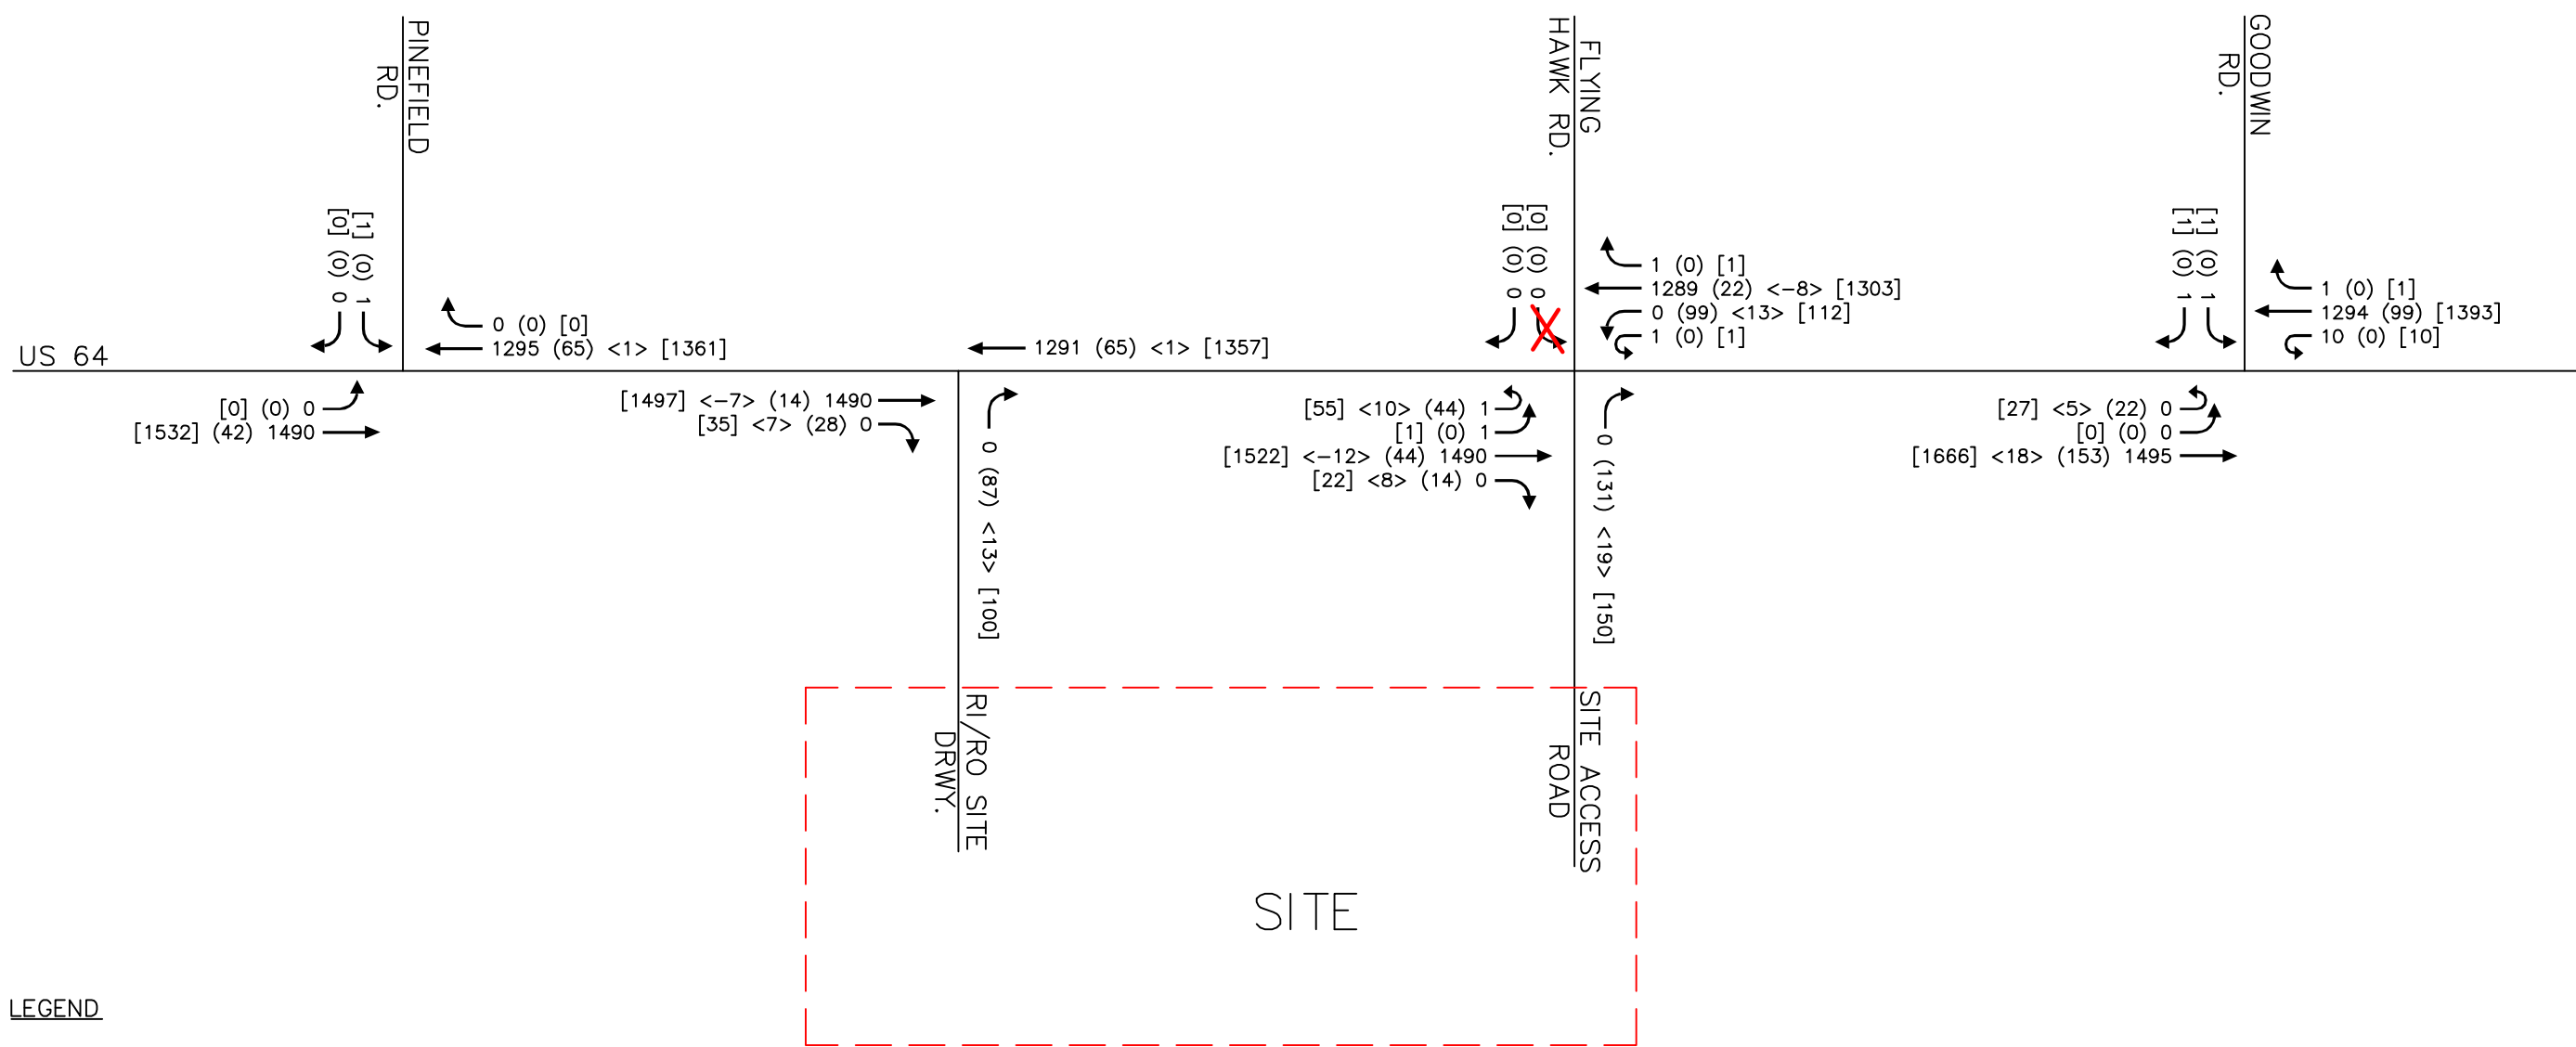 PINEFIELD
RD.
FLYING
HAWK RD.
GOODWIN
RD.
[1] (0) 1
[0] (0) 0
[0] (0) 0
[0] (0) 0
[1] (0) 1
[1] (0) 1
0 (0) [0]
1295 (65) <1> [1361]
1291 (65) <1> [1357]
1 (0) [1]
1289 (22) <-8> [1303]
0 (99) <13> [112]
1 (0) [1]
1 (0) [1]
1294 (99) [1393]
10 (0) [10]
US 64
[0] (0) 0
[1532] (42) 1490
[1497] <-7> (14) 1490
[35] <7> (28) 0
0 (87) <13> [100]
[55] <10> (44) 1
[1] (0) 1
[1522] <-12> (44) 1490
[22] <8> (14) 0
0 (131) <19> [150]
[27] <5> (22) 0
[0] (0) 0
[1666] <18> (153) 1495
RI/RO SITE
DRWY.
SITE ACCESS
ROAD
SITE
LEGEND